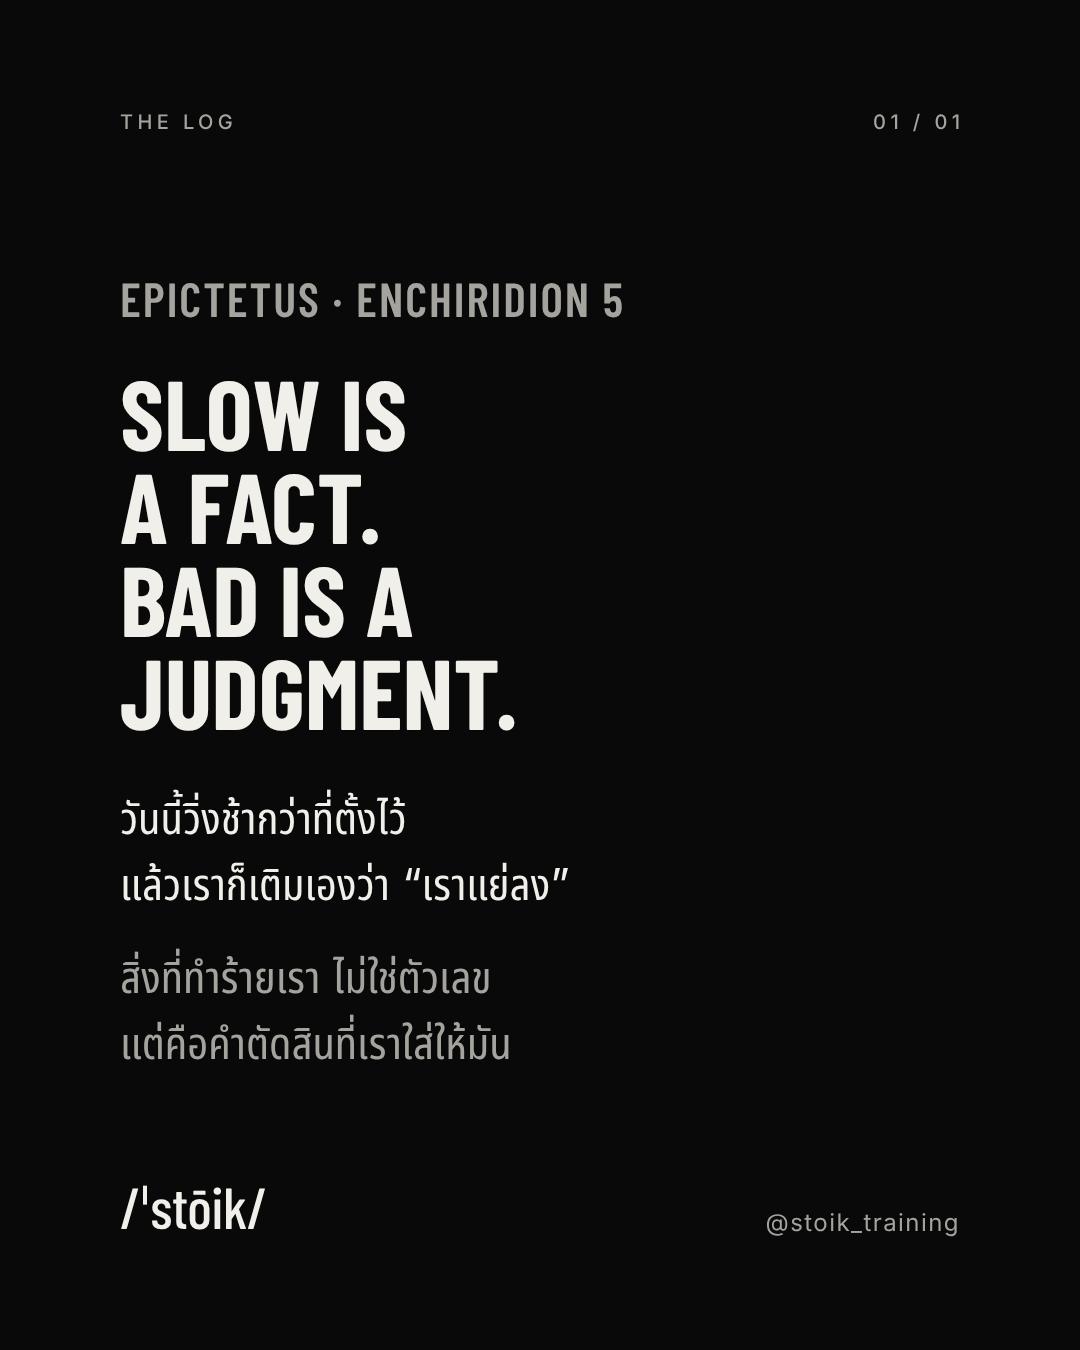 THE LOG
01 / 01
EPICTETUS · ENCHIRIDION 5
SLOW IS
A FACT.
BAD IS A
JUDGMENT.
วันนี้วิ่งช้ากว่าที่ตั้งไว้
แล้วเราก็เติมเองว่า “เราแย่ลง”
สิ่งที่ทำร้ายเรา ไม่ใช่ตัวเลข
แต่คือคำตัดสินที่เราใส่ให้มัน
/ˈstōik/
@stoik_training